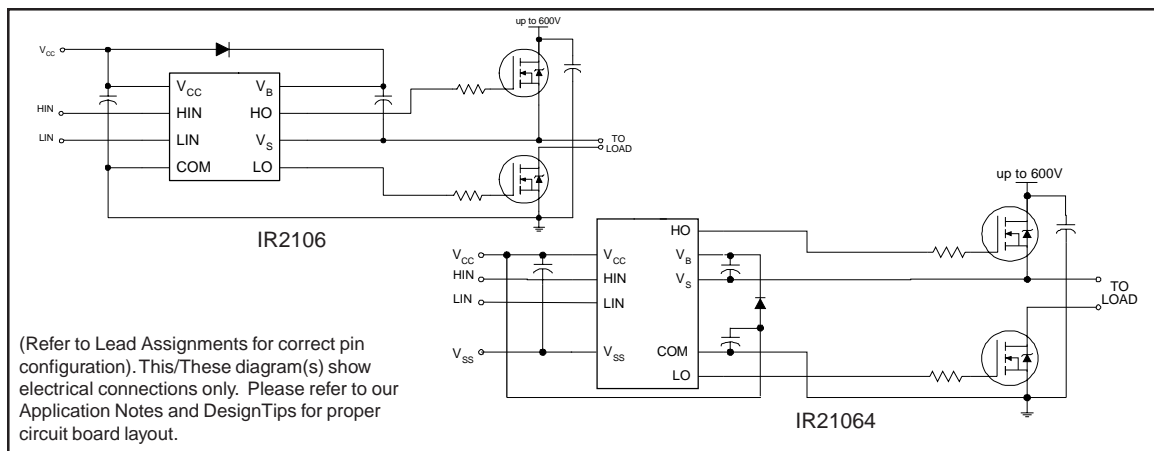 up to 600V
VCC
VCC
VB
HIN
HIN
HO
LIN
LIN
VS
TO
LOAD
COM
LO
IR2106
up to 600V
HO
VCC
VCC
VB
HIN
HIN
VS
LIN
LIN
TO
LOAD
VSS
VSS
COM
LO
IR21064
(Refer to Lead Assignments for correct pin
configuration). This/These diagram(s) show
electrical connections only. Please refer to our
Application Notes and DesignTips for proper
circuit board layout.